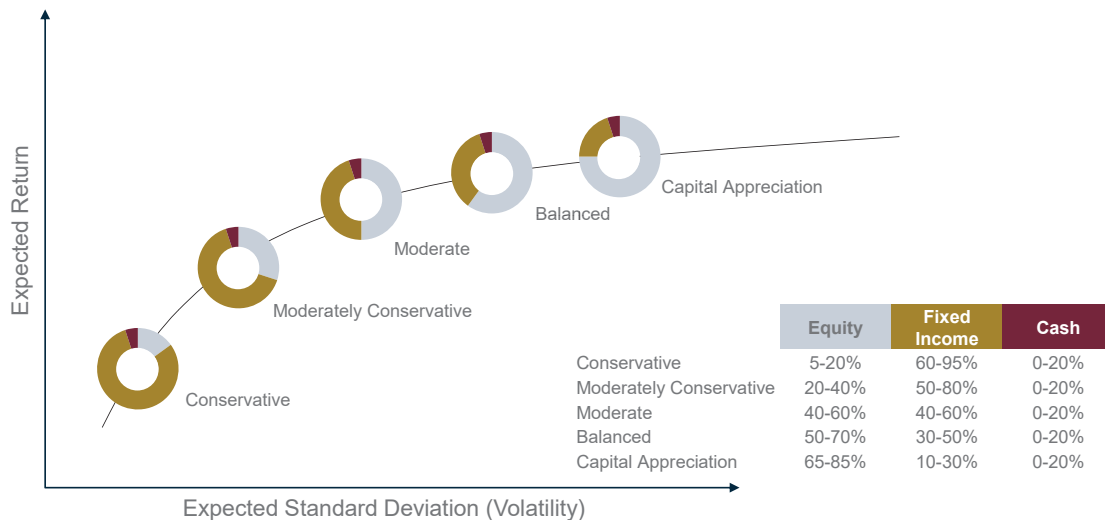 Expected Return
Capital Appreciation
Balanced
Moderate
Moderately Conservative
Conservative
Equity Fixed Income Cash
Conservative 5-20% 60-95% 0-20%
Moderately Conservative 20-40% 50-80% 0-20%
Moderate 40-60% 40-60% 0-20%
Balanced 50-70% 30-50% 0-20%
Capital Appreciation 65-85% 10-30% 0-20%
Expected Standard Deviation (Volatility)